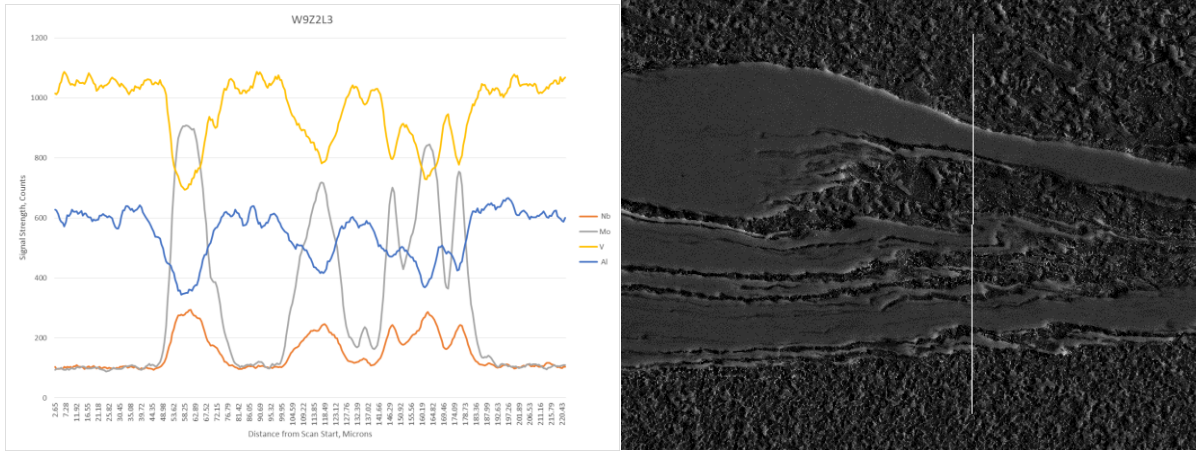 W9Z2L3
1200
1000
800
600
400
200
0
Signal Strength, Counts
2.65 7.28 11.92 16.55 21.18 25.82 30.45 35.08 39.72 44.35 48.98 53.62 58.25 62.89 67.52 72.15 76.79 81.42 86.05 90.69 95.32 99.95 104.59 109.22 113.85 118.49 123.12 127.76 132.39 137.02 141.66 146.29 150.92 155.56 160.19 164.82 169.46 174.09 178.73 183.36 187.99 192.63 197.26 201.89 206.53 211.16 215.79 220.43
Distance from Scan Start, Microns
Nb
Mo
V
Al